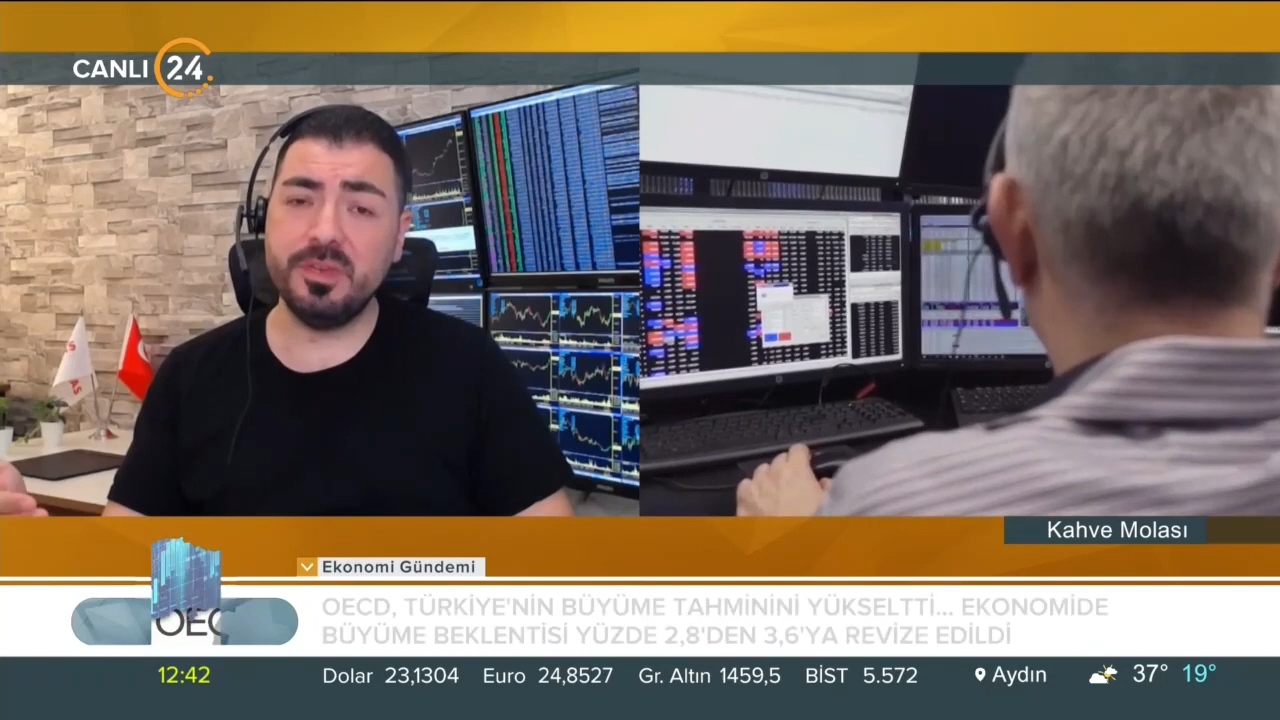 CANLI 24
Kahve Molası
Ekonomi Gündemi
OEC
OECD, TÜRKİYE'NİN BÜYÜME TAHMİNİNİ YÜKSELTTİ... EKONOMİDE
BÜYÜME BEKLENTİSİ YÜZDE 2,8'DEN 3,6'YA REVİZE EDİLDİ
12:42 Dolar 23,1304 Euro 24,8527 Gr. Altın 1459,5 BİST 5.572 Aydın 37° 19°